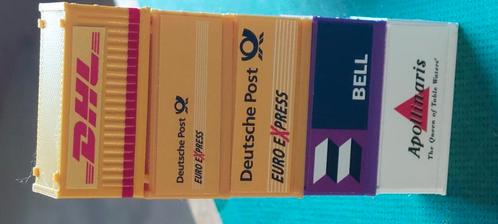 DHL
Deutsche Post
EURO EXPRESS
Deutsche Post
EURO EXPRESS
BELL
Apollinaris
The Queen of Table Waters